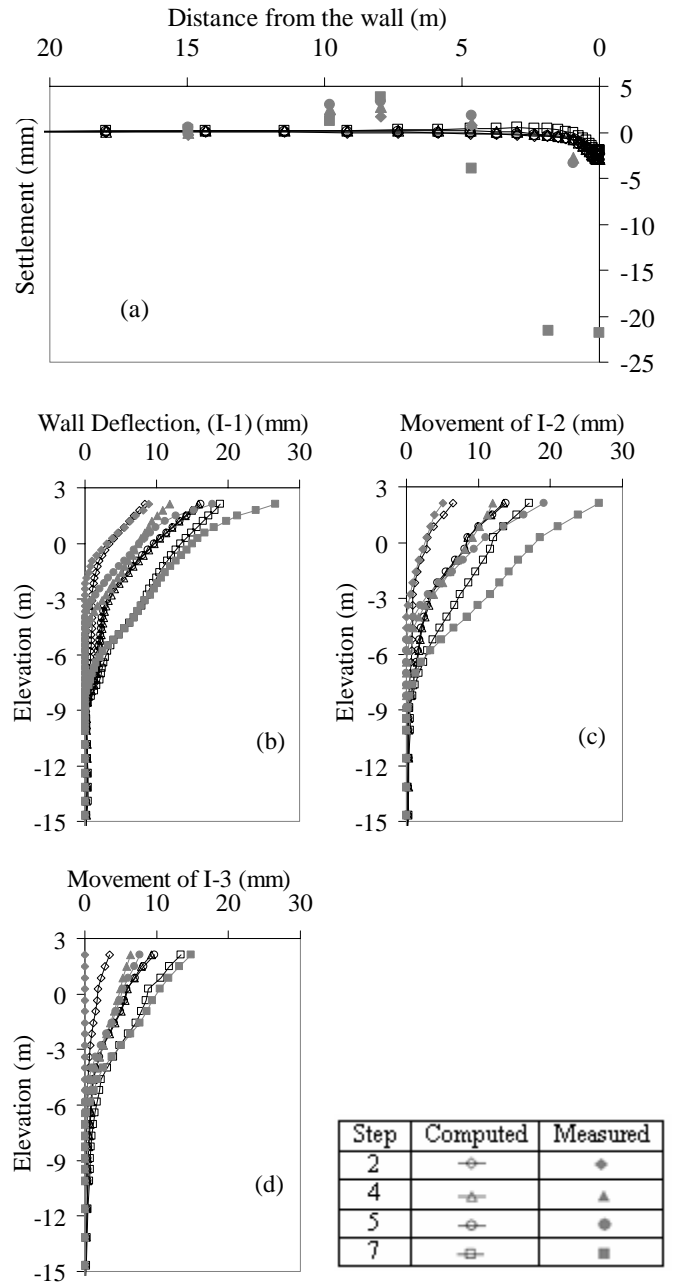 Distance from the wall (m)
20 15 10 5 0
5
0
-5
-10
-15
-20
-25
Settlement (mm)
(a)
Wall Deflection, (I-1) (mm)
0 10 20 30
3
0
-3
-6
-9
-12
-15
Elevation (m)
(b)
Movement of I-2 (mm)
0 10 20 30
3
0
-3
-6
-9
-12
-15
Elevation (m)
(c)
Movement of I-3 (mm)
0 10 20 30
3
0
-3
-6
-9
-12
-15
Elevation (m)
(d)
Step Computed Measured
2
4
5
7